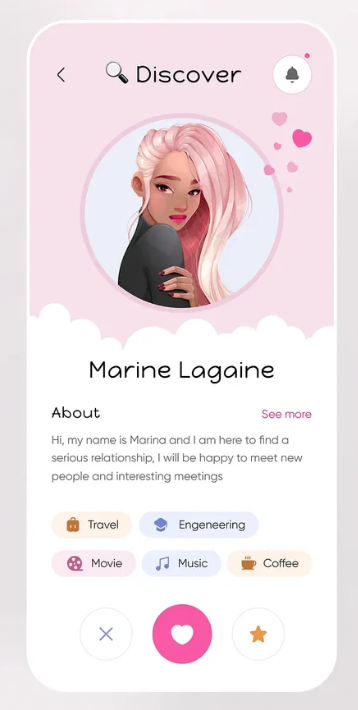 Discover
Marine Lagaine
About
See more
Hi, my name is Marina and I am here to find a
serious relationship, I will be happy to meet new
people and interesting meetings
Travel
Engeneering
Movie
Music
Coffee